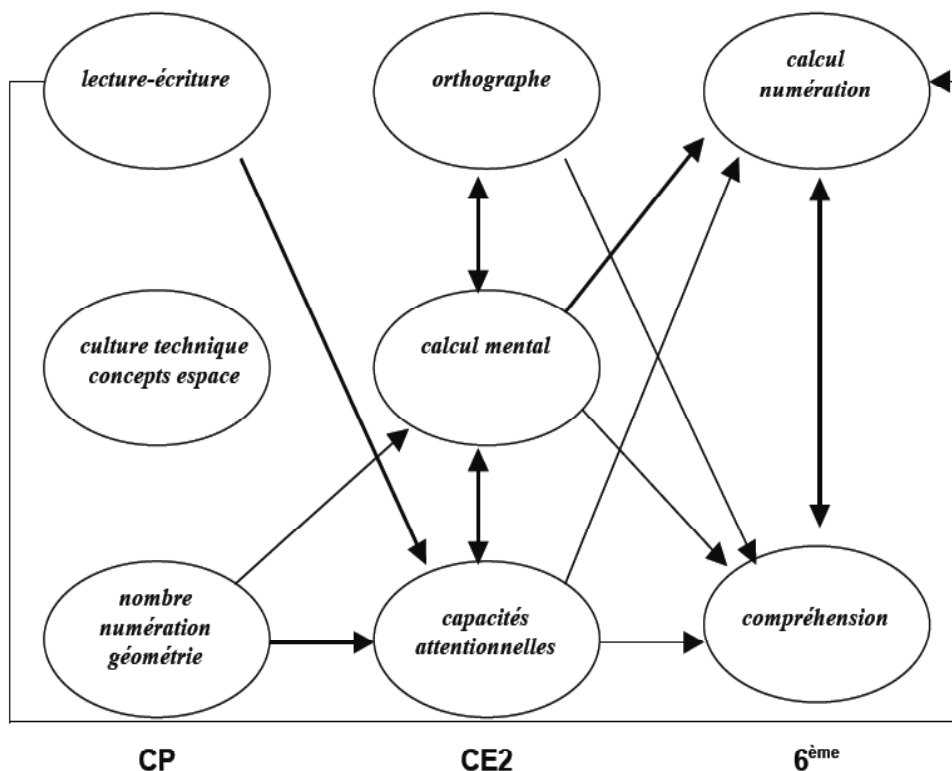 lecture-écriture
orthographe
calcul
numération
culture technique
concepts espace
calcul mental
nombre
numération
géométrie
capacités
attentionnelles
compréhension
CP
CE2
6ème